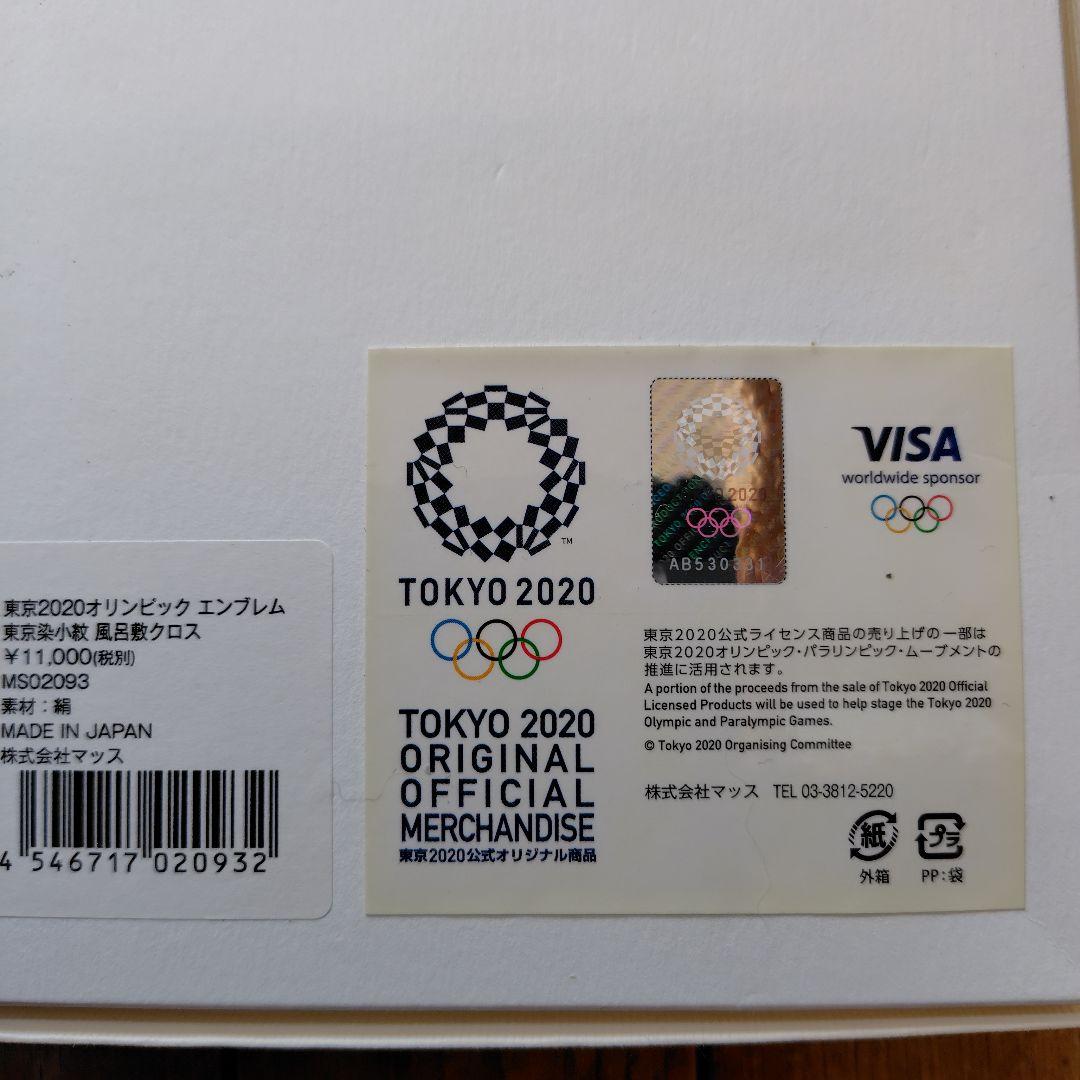 東京2020オリンピック エンブレム
東京染小紋 風呂敷クロス
￥11,000(税別)
MS02093
素材：絹
MADE IN JAPAN
株式会社マッス
4 546717 020932
TM
TOKYO 2020
TOKYO 2020
ORIGINAL
OFFICIAL
MERCHANDISE
東京2020公式オリジナル商品
2020
AB530331
VISA
worldwide sponsor
東京2020公式ライセンス商品の売り上げの一部は
東京2020オリンピック・パラリンピック・ムーブメントの
推進に活用されます。
A portion of the proceeds from the sale of Tokyo 2020 Official
Licensed Products will be used to help stage the Tokyo 2020
Olympic and Paralympic Games.
© Tokyo 2020 Organising Committee
株式会社マッス TEL 03-3812-5220
紙
外箱
プラ
PP：袋